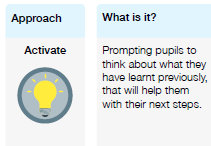 Approach
What is it?
Activate
Prompting pupils to
think about what they
have learnt previously,
that will help them
with their next steps.